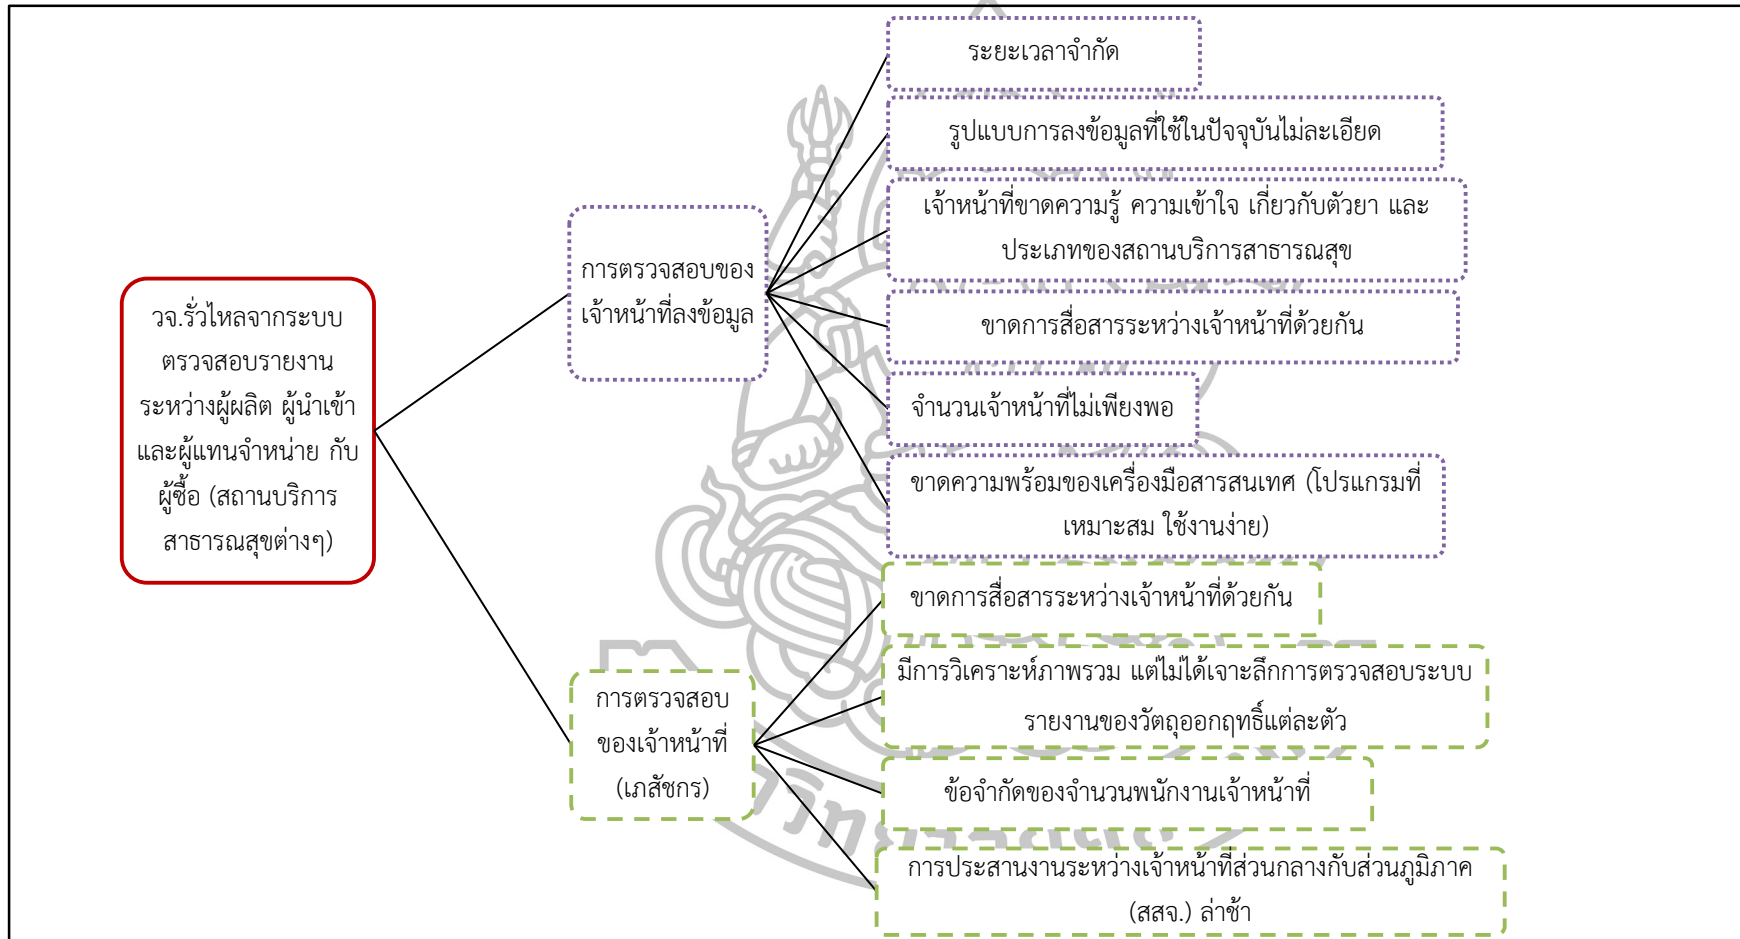 วจ.รั่วไหลจากระบบ
ตรวจสอบรายงาน
ระหว่างผู้ผลิต ผู้นำเข้า
และผู้แทนจำหน่าย กับ
ผู้ซื้อ (สถานบริการ
สาธารณสุขต่างๆ)
การตรวจสอบของ
เจ้าหน้าที่ลงข้อมูล
ระยะเวลาจำกัด
รูปแบบการลงข้อมูลที่ใช้ในปัจจุบันไม่ละเอียด
เจ้าหน้าที่ขาดความรู้ ความเข้าใจ เกี่ยวกับตัวยา และ
ประเภทของสถานบริการสาธารณสุข
ขาดการสื่อสารระหว่างเจ้าหน้าที่ด้วยกัน
จำนวนเจ้าหน้าที่ไม่เพียงพอ
ขาดความพร้อมของเครื่องมือสารสนเทศ (โปรแกรมที่
เหมาะสม ใช้งานง่าย)
การตรวจสอบ
ของเจ้าหน้าที่
(เภสัชกร)
ขาดการสื่อสารระหว่างเจ้าหน้าที่ด้วยกัน
มีการวิเคราะห์ภาพรวม แต่ไม่ได้เจาะลึกการตรวจสอบระบบ
รายงานของวัตถุออกฤทธิ์แต่ละตัว
ข้อจำกัดของจำนวนพนักงานเจ้าหน้าที่
การประสานงานระหว่างเจ้าหน้าที่ส่วนกลางกับส่วนภูมิภาค
(สสจ.) ล่าช้า